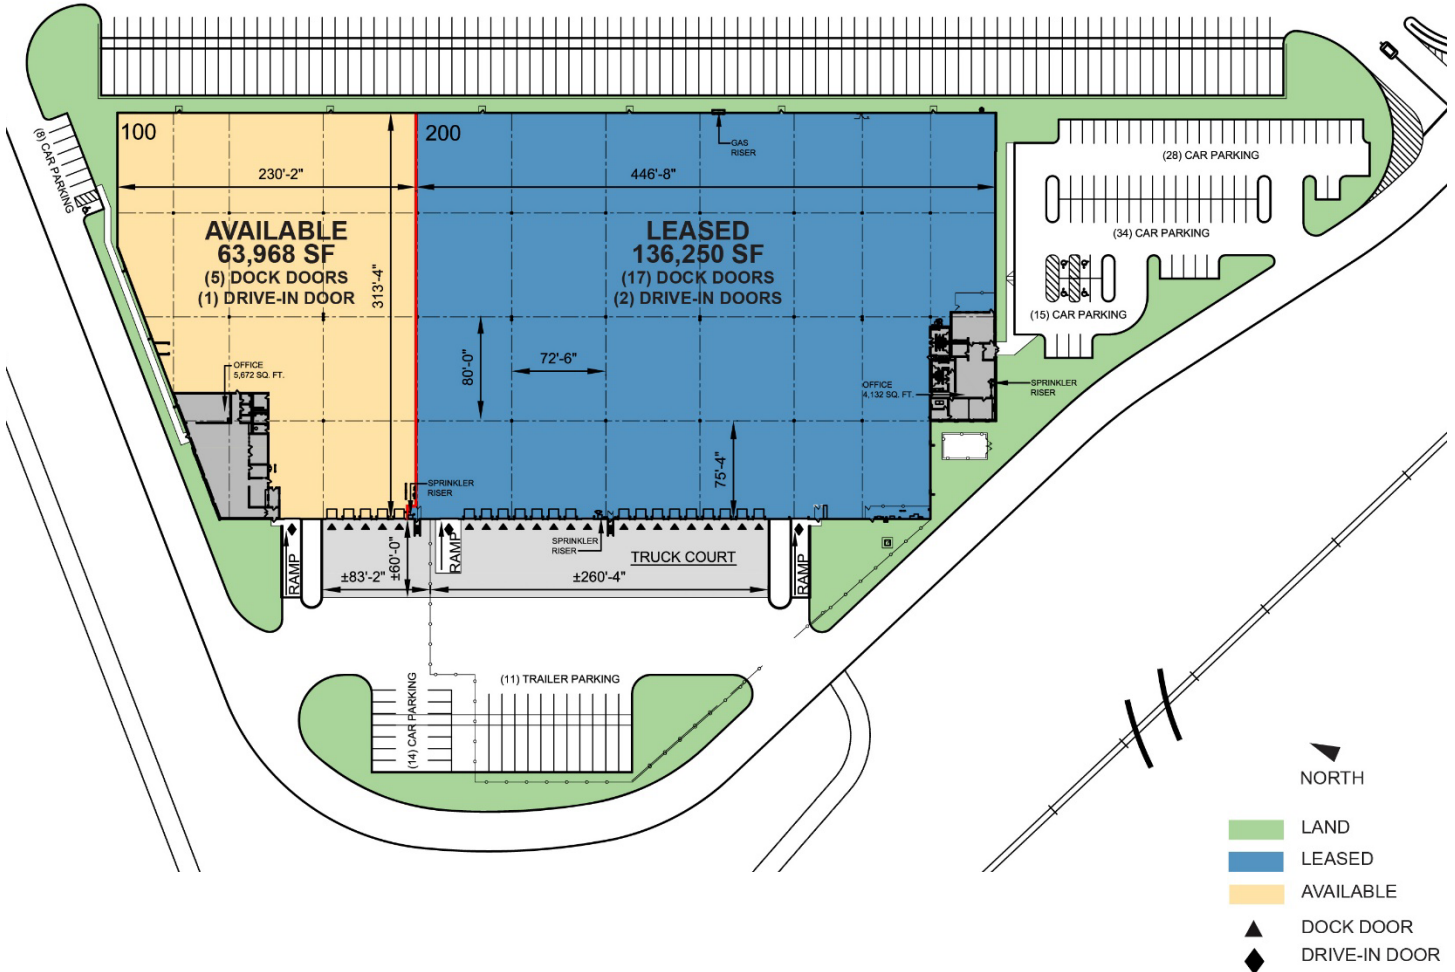 100
200
GAS
RISER
(8) CAR PARKING
230'-2"
446'-8"
(28) CAR PARKING
AVAILABLE
63,968 SF
(5) DOCK DOORS
(1) DRIVE-IN DOOR
313'-4"
LEASED
136,250 SF
(17) DOCK DOORS
(2) DRIVE-IN DOORS
(34) CAR PARKING
(15) CAR PARKING
OFFICE
5,672 SQ. FT.
80'-0"
72'-6"
OFFICE
4,132 SQ. FT.
SPRINKLER
RISER
75'-4"
SPRINKLER
RISER
SPRINKLER
RISER
TRUCK COURT
RAMP
±83'-2"
±60'-0"
RAMP
±260'-4"
RAMP
(14) CAR PARKING
(11) TRAILER PARKING
NORTH
LAND
LEASED
AVAILABLE
DOCK DOOR
DRIVE-IN DOOR